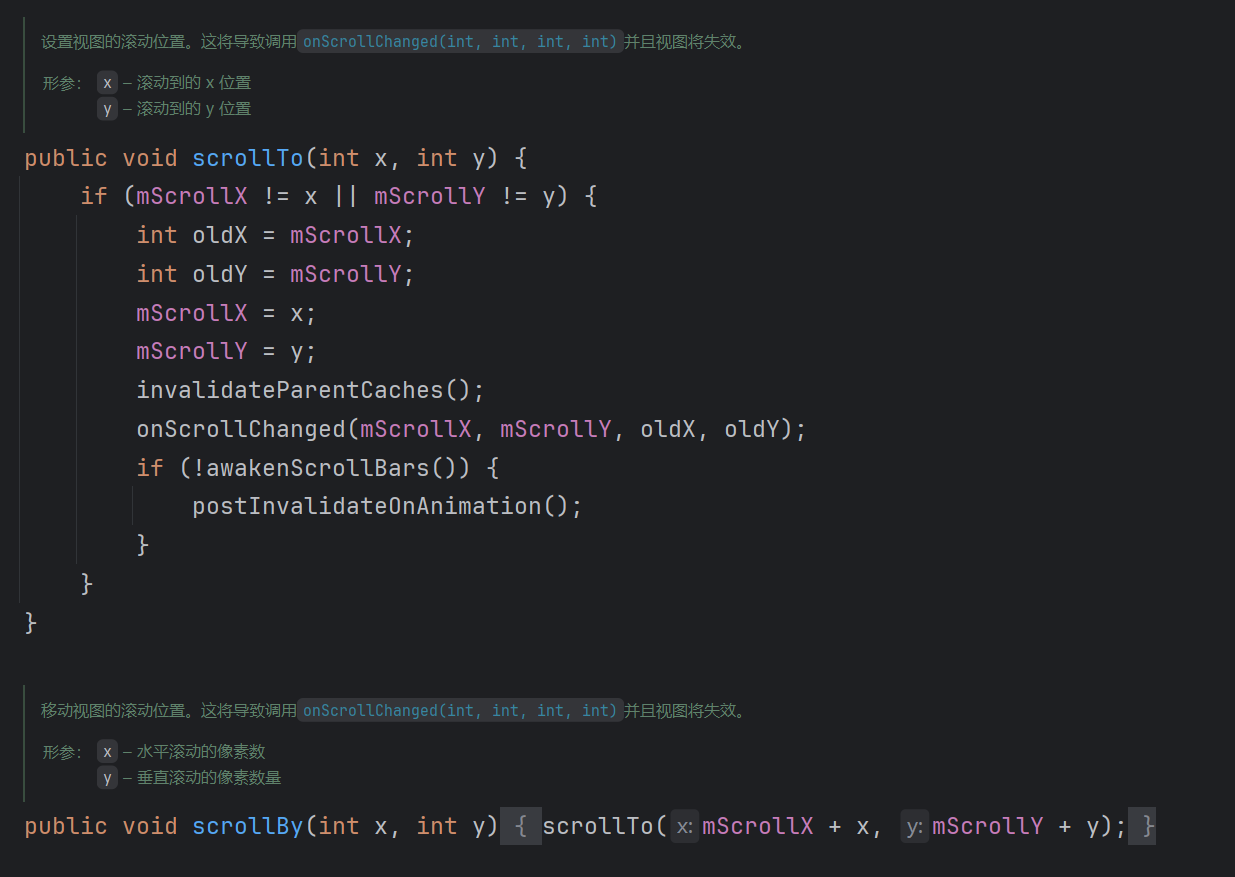 设置视图的滚动位置。这将导致调用 onScrollChanged(int, int, int, int) 并且视图将失效。
形参: x – 滚动到的 x 位置
y – 滚动到的 y 位置
public void scrollTo(int x, int y) {
    if (mScrollX != x || mScrollY != y) {
        int oldX = mScrollX;
        int oldY = mScrollY;
        mScrollX = x;
        mScrollY = y;
        invalidateParentCaches();
        onScrollChanged(mScrollX, mScrollY, oldX, oldY);
        if (!awakenScrollBars()) {
            postInvalidateOnAnimation();
        }
    }
}
移动视图的滚动位置。这将导致调用 onScrollChanged(int, int, int, int) 并且视图将失效。
形参: x – 水平滚动的像素数
y – 垂直滚动的像素数量
public void scrollBy(int x, int y) { scrollTo( x: mScrollX + x, y: mScrollY + y); }